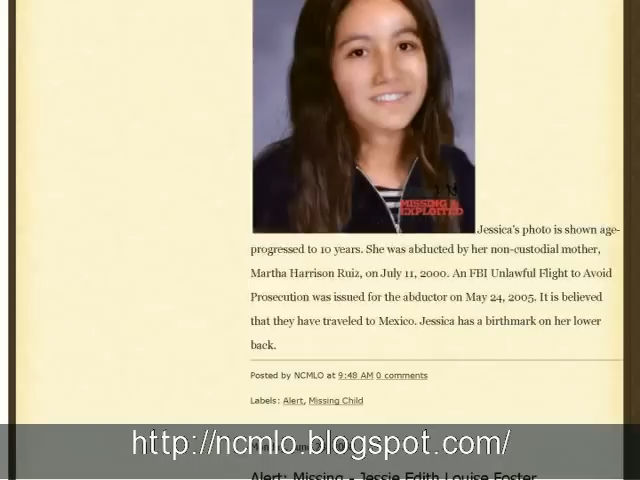 MISSING &
EXPLOITED
Jessica's photo is shown age-
progressed to 10 years. She was abducted by her non-custodial mother,
Martha Harrison Ruiz, on July 11, 2000. An FBI Unlawful Flight to Avoid
Prosecution was issued for the abductor on May 24, 2005. It is believed
that they have traveled to Mexico. Jessica has a birthmark on her lower
back.
Posted by NCMLO at 9:48 AM 0 comments
Labels: Alert, Missing Child
http://ncmlo.blogspot.com/
Alert: Missing - Jessie Edith Louise Foster